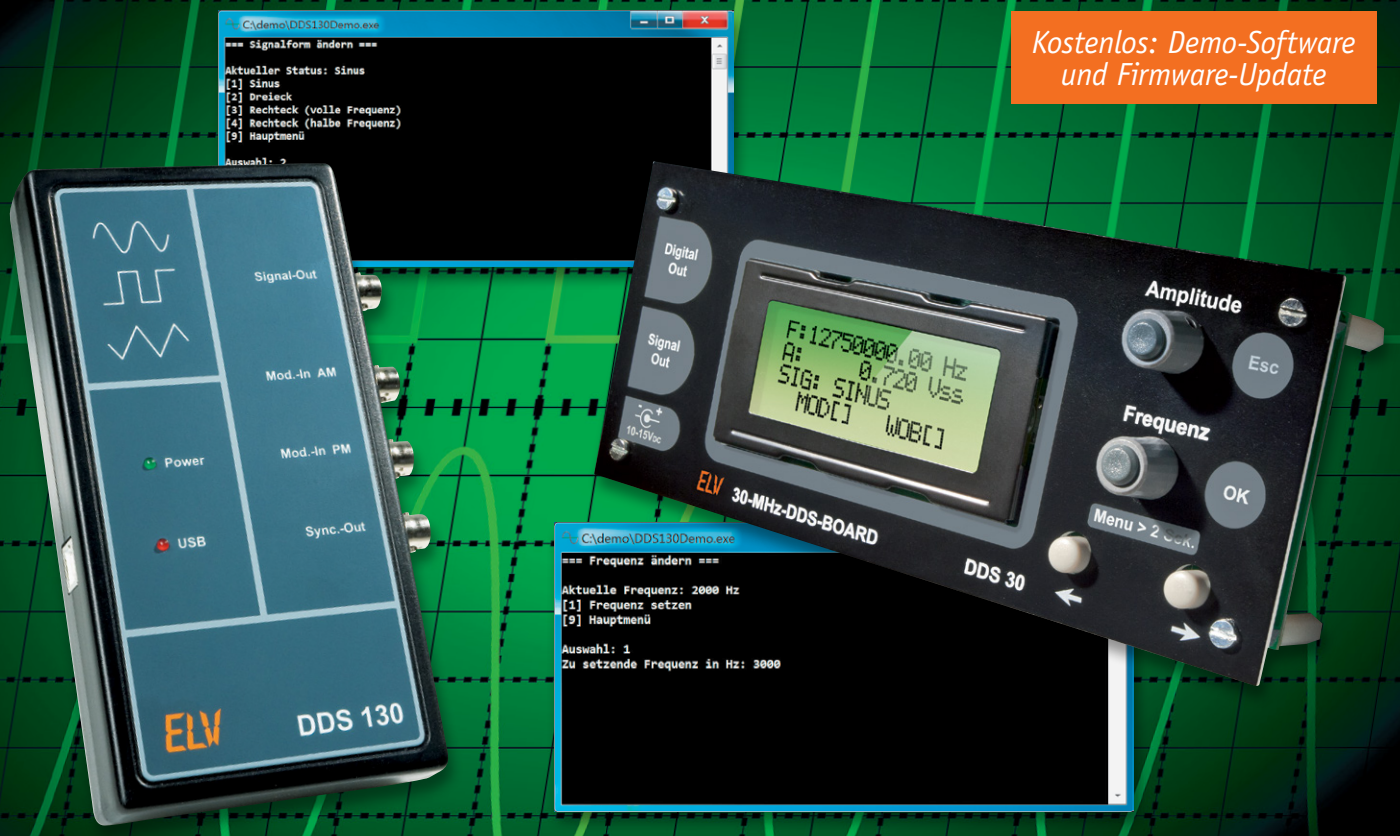 C:\demo\DDS130Demo.exe
=== Signalform ändern ===
Aktueller Status: Sinus
[1] Sinus
[2] Dreieck
[3] Rechteck (volle Frequenz)
[4] Rechteck (halbe Frequenz)
[9] Hauptmenü
Auswahl: 2
Kostenlos: Demo-Software
und Firmware-Update
Signal-Out
Mod.-In AM
Mod.-In PM
Sync.-Out
Power
USB
ELV
DDS 130
Digital
Out
Signal
Out
- +
10-15VDC
F:12750000.00 Hz
A: 0.720 Vss
SIG: SINUS
MOD[] WOB[]
Amplitude
Esc
Frequenz
OK
Menu > 2 Sek.
ELV 30-MHz-DDS-BOARD
DDS 30
C:\demo\DDS130Demo.exe
=== Frequenz ändern ===
Aktuelle Frequenz: 2000 Hz
[1] Frequenz setzen
[9] Hauptmenü
Auswahl: 1
Zu setzende Frequenz in Hz: 3000